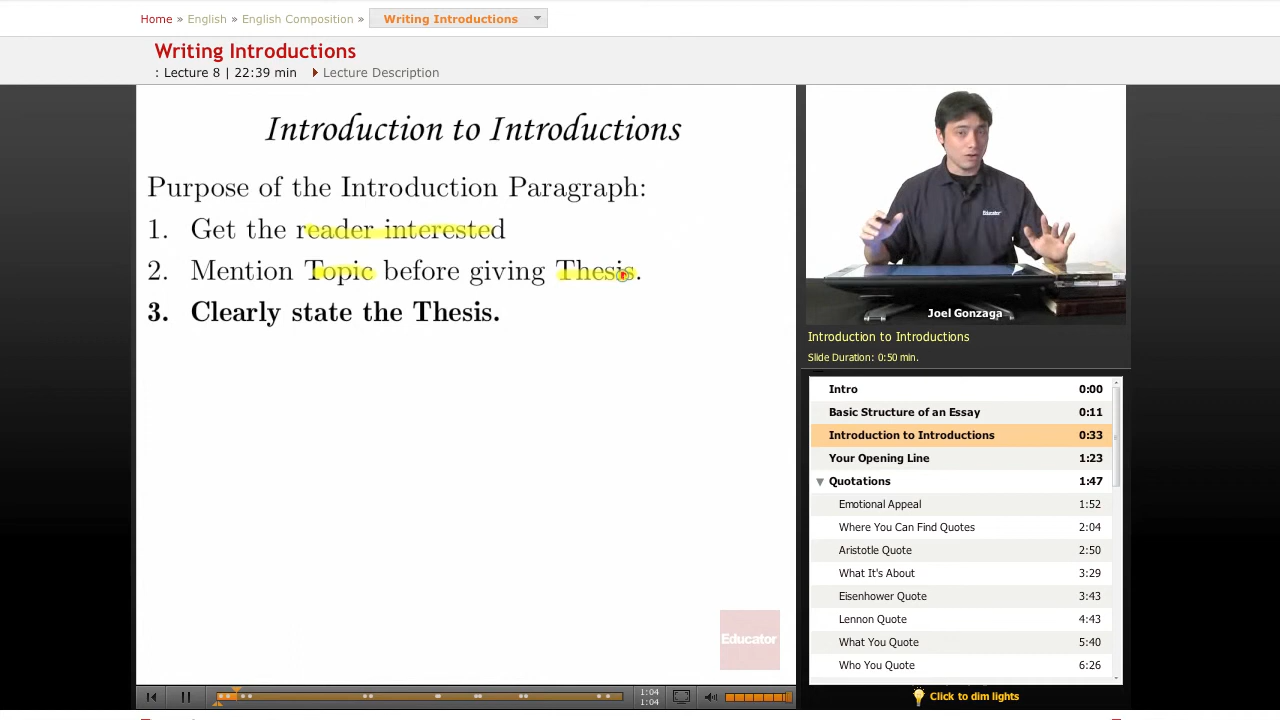 Home » English » English Composition » Writing Introductions
Writing Introductions
: Lecture 8 | 22:39 min Lecture Description
Introduction to Introductions
Purpose of the Introduction Paragraph:
1. Get the reader interested
2. Mention Topic before giving Thesis.
3. Clearly state the Thesis.
Educator
1:04
1:04
Educator
Joel Gonzaga
Introduction to Introductions
Slide Duration: 0:50 min.
Intro 0:00
Basic Structure of an Essay 0:11
Introduction to Introductions 0:33
Your Opening Line 1:23
Quotations 1:47
Emotional Appeal 1:52
Where You Can Find Quotes 2:04
Aristotle Quote 2:50
What It's About 3:29
Eisenhower Quote 3:43
Lennon Quote 4:43
What You Quote 5:40
Who You Quote 6:26
Click to dim lights